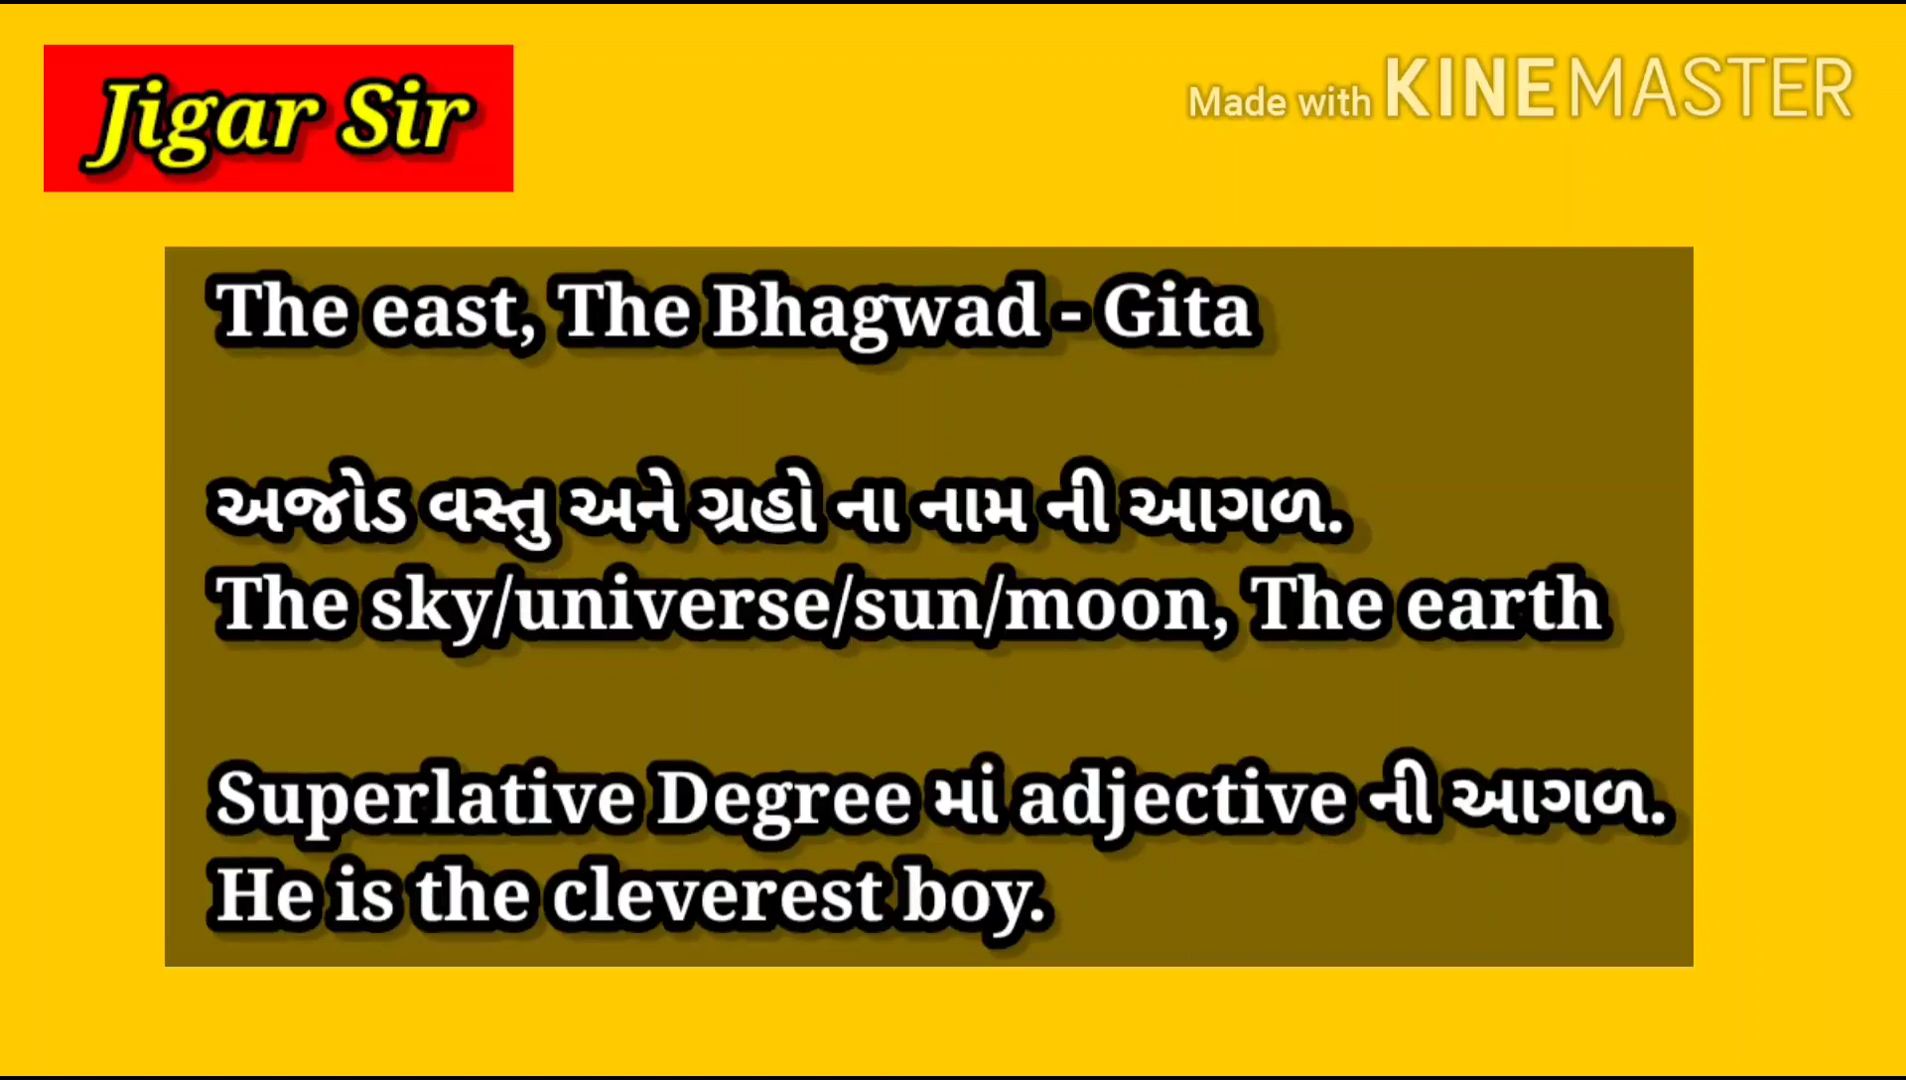 Jigar Sir
Made with KINEMASTER
The east, The Bhagwad - Gita
અજોડ વસ્તુ અને ગ્રહો ના નામ ની આગળ.
The sky/universe/sun/moon, The earth
Superlative Degree માં adjective ની આગળ.
He is the cleverest boy.